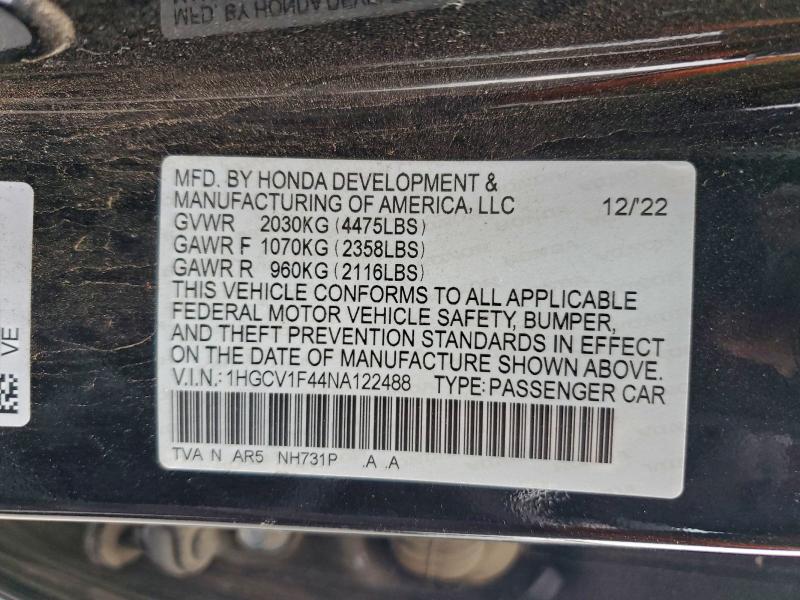 MFD. BY HONDA DEVELOPMENT &
MANUFACTURING OF AMERICA, LLC 12/'22
GVWR 2030KG (4475LBS)
GAWR F 1070KG (2358LBS)
GAWR R 960KG (2116LBS)
THIS VEHICLE CONFORMS TO ALL APPLICABLE
FEDERAL MOTOR VEHICLE SAFETY, BUMPER,
AND THEFT PREVENTION STANDARDS IN EFFECT
ON THE DATE OF MANUFACTURE SHOWN ABOVE.
V.I.N.: 1HGCV1F44NA122488 TYPE: PASSENGER CAR
TVA N AR5 NH731P .A .A
VE